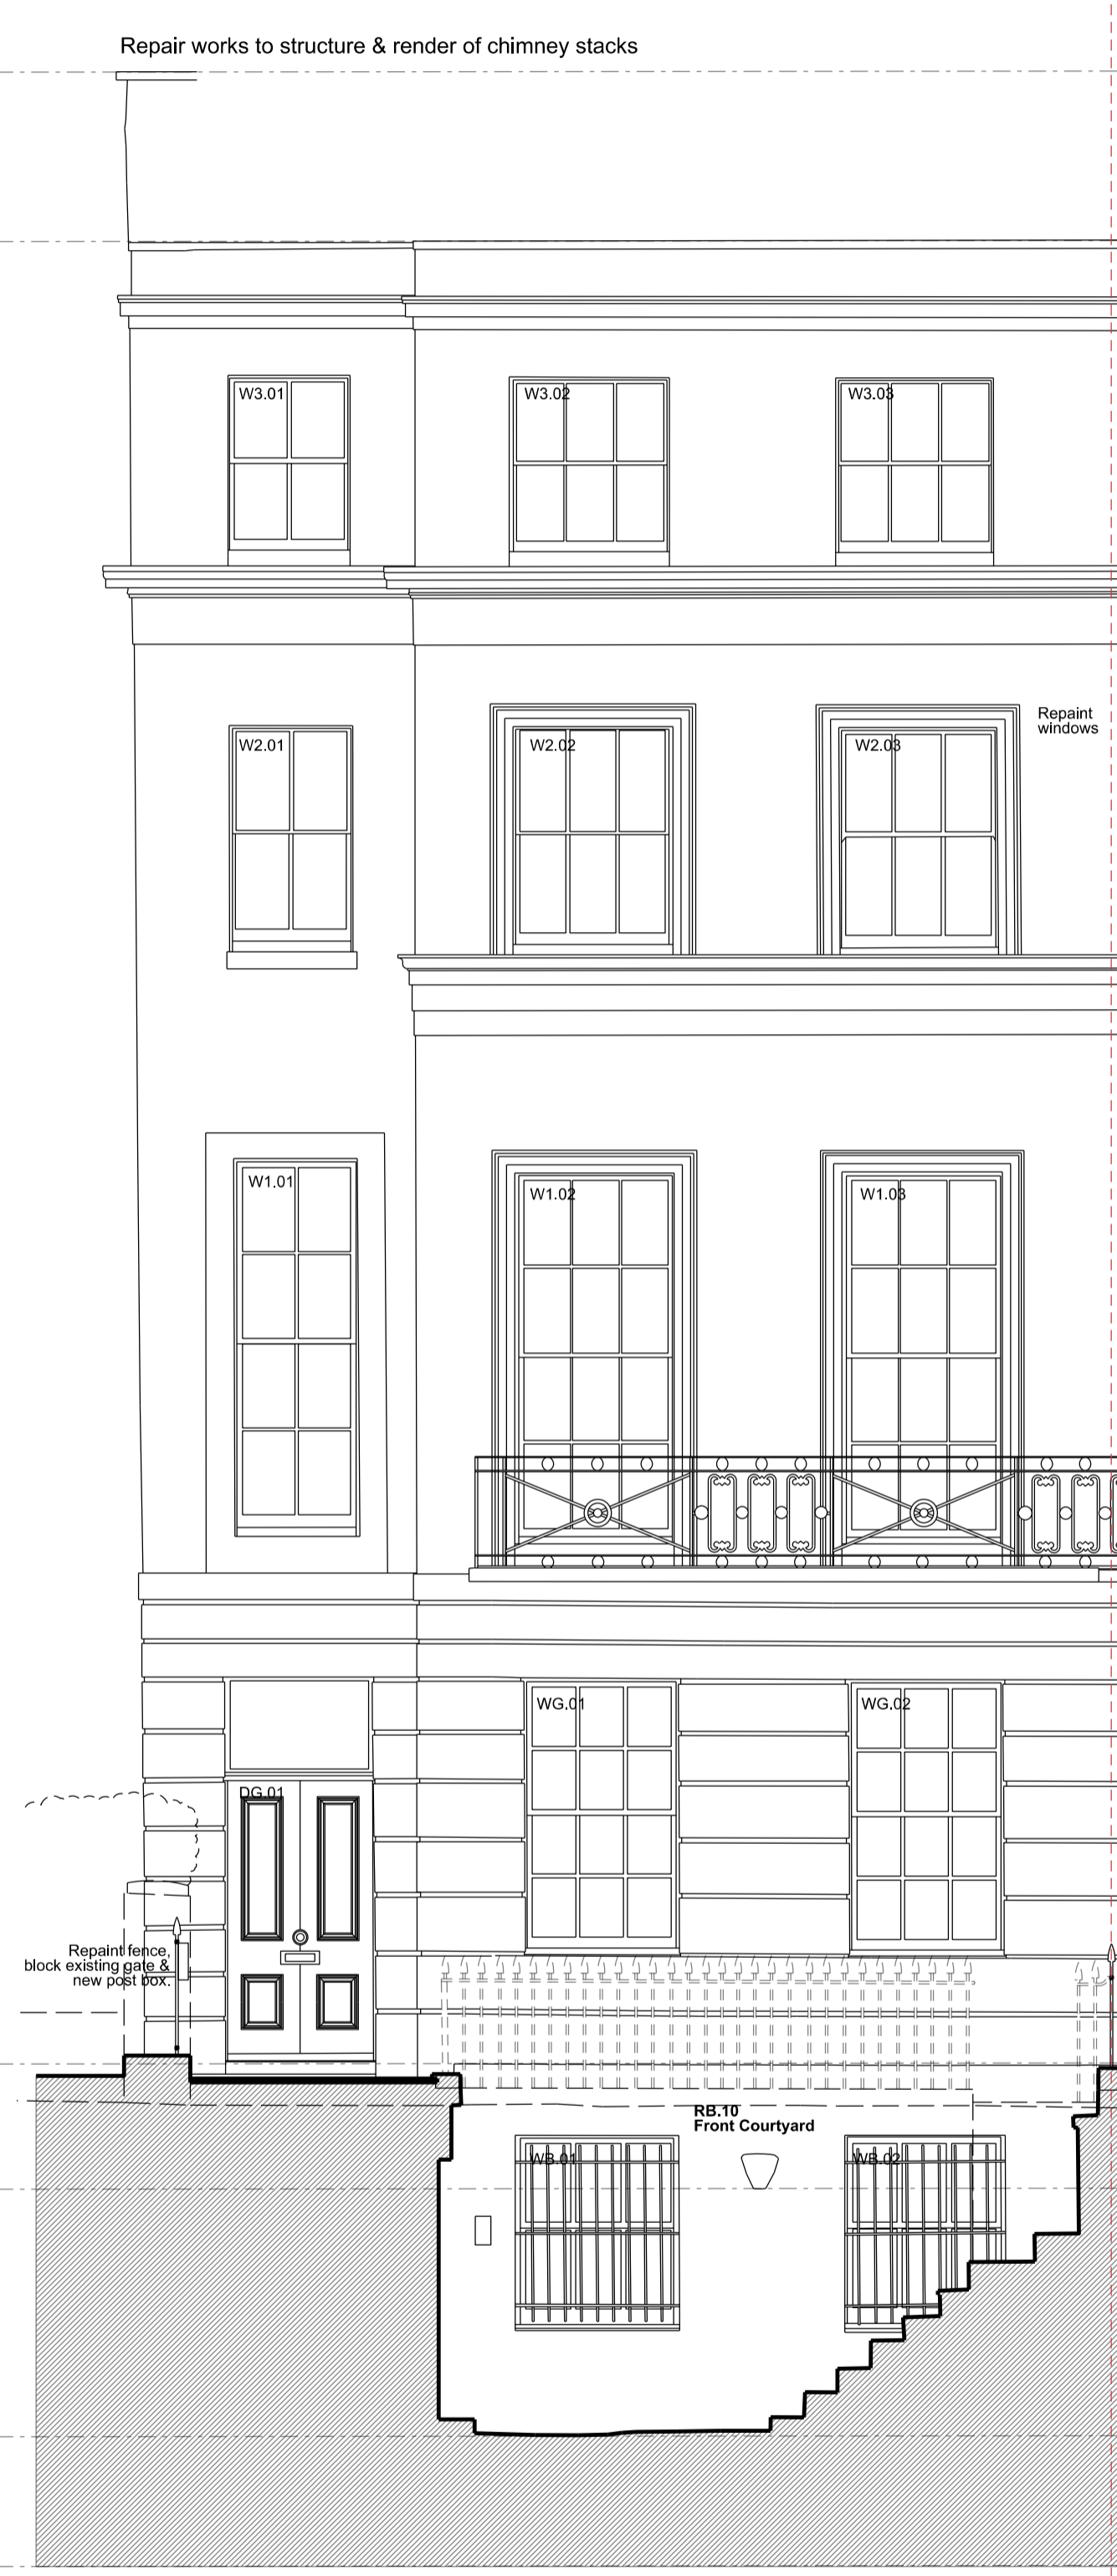 Repair works to structure & render of chimney stacks
W3.01
W3.02
W3.03
Repaint
windows
W2.01
W2.02
W2.03
W1.01
W1.02
W1.03
WG.01
WG.02
DG.01
Repaint fence,
block existing gate &
new post box.
RB.10
Front Courtyard
WB.01
WB.02